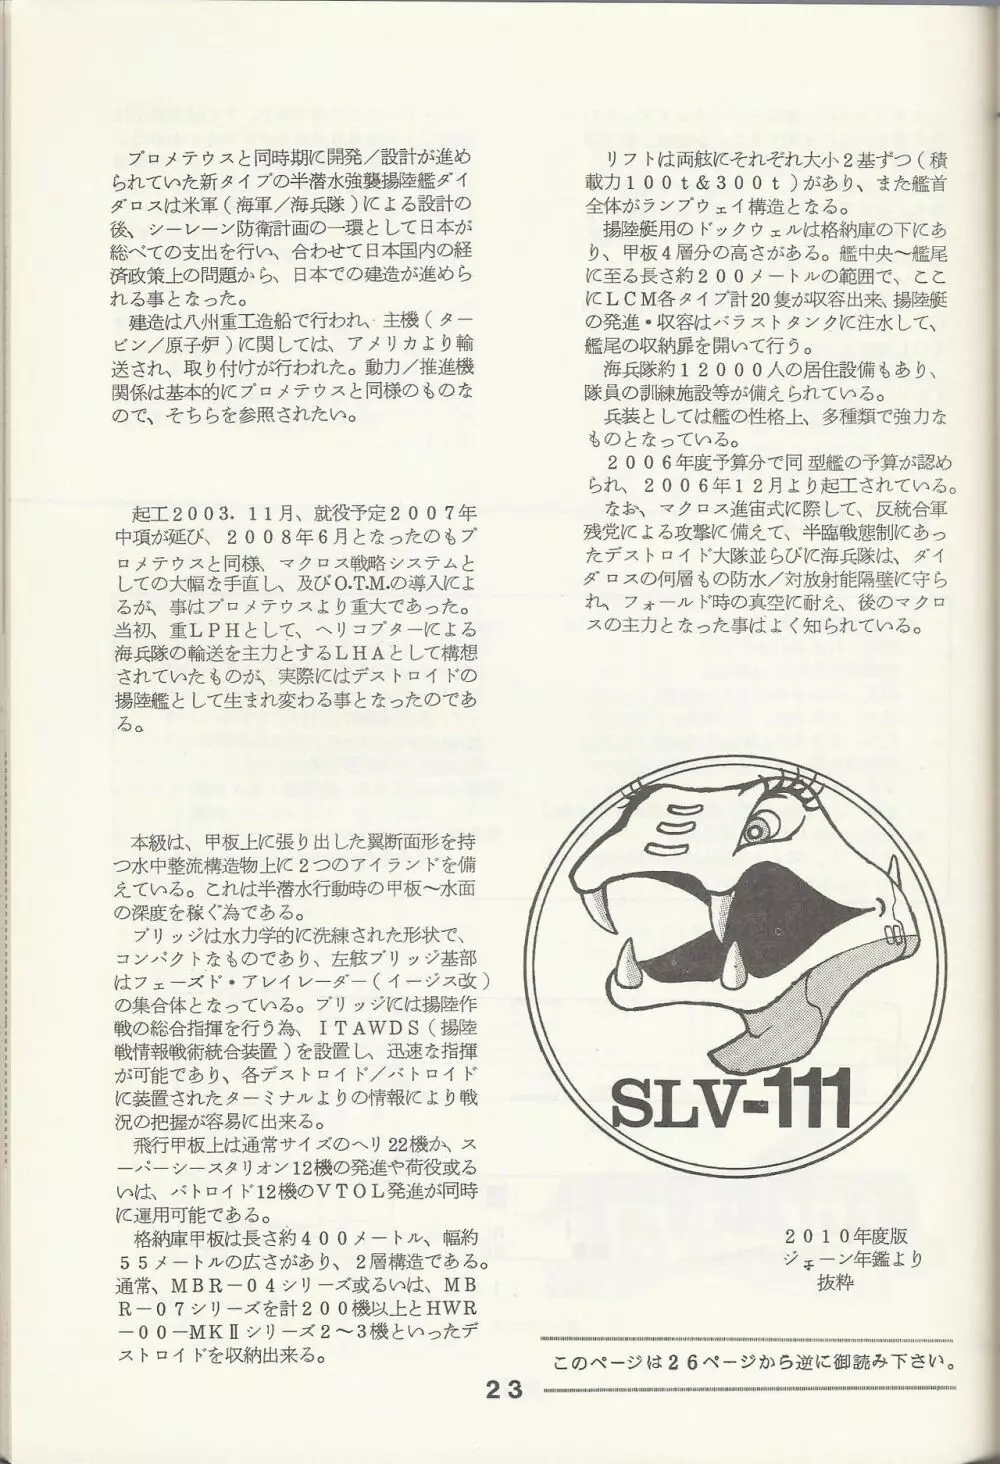 プロメテウスと同時期に開発／設計が進め
られていた新タイプの半潜水強襲揚陸艦ダイ
ダロスは米軍（海軍／海兵隊）による設計の
後、シーレーン防衛計画の一環として日本が
総べての支出を行い、合わせて日本国内の経
済政策上の問題から、日本での建造が進めら
れる事となった。
建造は八州重工造船で行われ、主機（ター
ビン／原子炉）に関しては、アメリカより輸
送され、取り付けが行われた。動力／推進機
関係は基本的にプロメテウスと同様のものな
ので、そちらを参照されたい。
起工２００３．１１月、就役予定２００７年
中項が延び、２００８年６月となったのもプ
ロメテウスと同様、マクロス戦略システムと
しての大幅な手直し、及びO.T.M.の導入によ
るが、事はプロメテウスより重大であった。
当初、重ＬＰＨとして、ヘリコプターによる
海兵隊の輸送を主力とするＬＨＡとして構想
されていたものが、実際にはデストロイドの
揚陸艦として生まれ変わる事となったのであ
る。
本級は、甲板上に張り出した翼断面形を持
つ水中整流構造物上に２つのアイランドを備
えている。これは半潜水行動時の甲板〜水面
の深度を稼ぐ為である。
ブリッジは水力学的に洗練された形状で、
コンパクトなものであり、左舷ブリッジ基部
はフェーズド・アレイレーダー（イージス改）
の集合体となっている。ブリッジには揚陸作
戦の総合指揮を行う為、ＩＴＡＷＤＳ（揚陸
戦情報戦術統合装置）を設置し、迅速な指揮
が可能であり、各デストロイド／バトロイド
に装置されたターミナルよりの情報により戦
況の把握が容易に出来る。
飛行甲板上は通常サイズのヘリ22機か、ス
ーパーシースタリオン12機の発進や荷役或る
いは、バトロイド12機のＶＴＯＬ発進が同時
に運用可能である。
格納庫甲板は長さ約４００メートル、幅約
５５メートルの広さがあり、２層構造である。
通常、ＭＢＲ－０４シリーズ或るいは、ＭＢ
Ｒ－０７シリーズを計２００機以上とＨＷＲ
－００－ＭＫⅡシリーズ２〜３機といったデ
ストロイドを収納出来る。
リフトは両舷にそれぞれ大小２基ずつ（積
載力１００ｔ＆３００ｔ）があり、また艦首
全体がランプウェイ構造となる。
揚陸艇用のドックウェルは格納庫の下にあ
り、甲板４層分の高さがある。艦中央〜艦尾
に至る長さ約２００メートルの範囲で、ここ
にＬＣＭ各タイプ計20隻が収容出来、揚陸艇
の発進・収容はバラストタンクに注水して、
艦尾の収納扉を開いて行う。
海兵隊約１２０００人の居住設備もあり、
隊員の訓練施設等が備えられている。
兵装としては艦の性格上、多種類で強力な
ものとなっている。
２００６年度予算分で同型艦の予算が認め
られ、２００６年１２月より起工されている。
なお、マクロス進宙式に際して、反統合軍
残党による攻撃に備えて、半臨戦態制にあっ
たデストロイド大隊並らびに海兵隊は、ダイ
ダロスの何層もの防水／対放射能隔壁に守ら
れ、フォールド時の真空に耐え、後のマクロ
スの主力となった事はよく知られている。
SLV-111
２０１０年度版
ジェーン年鑑より
抜粋
このページは２６ページから逆に御読み下さい。
23